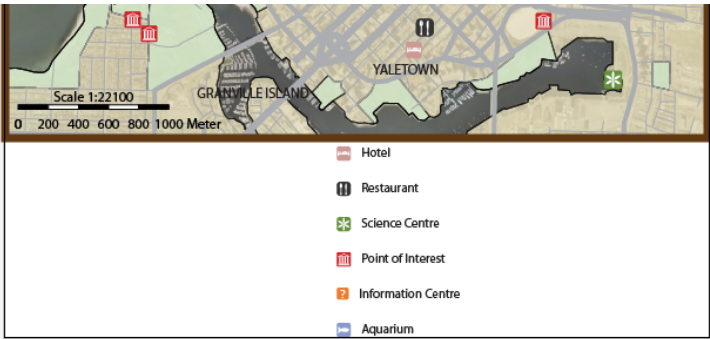 YALETOWN
GRANVILLE ISLAND
Scale 1:22100
0 200 400 600 800 1000 Meter
Hotel
Restaurant
Science Centre
Point of Interest
? Information Centre
Aquarium